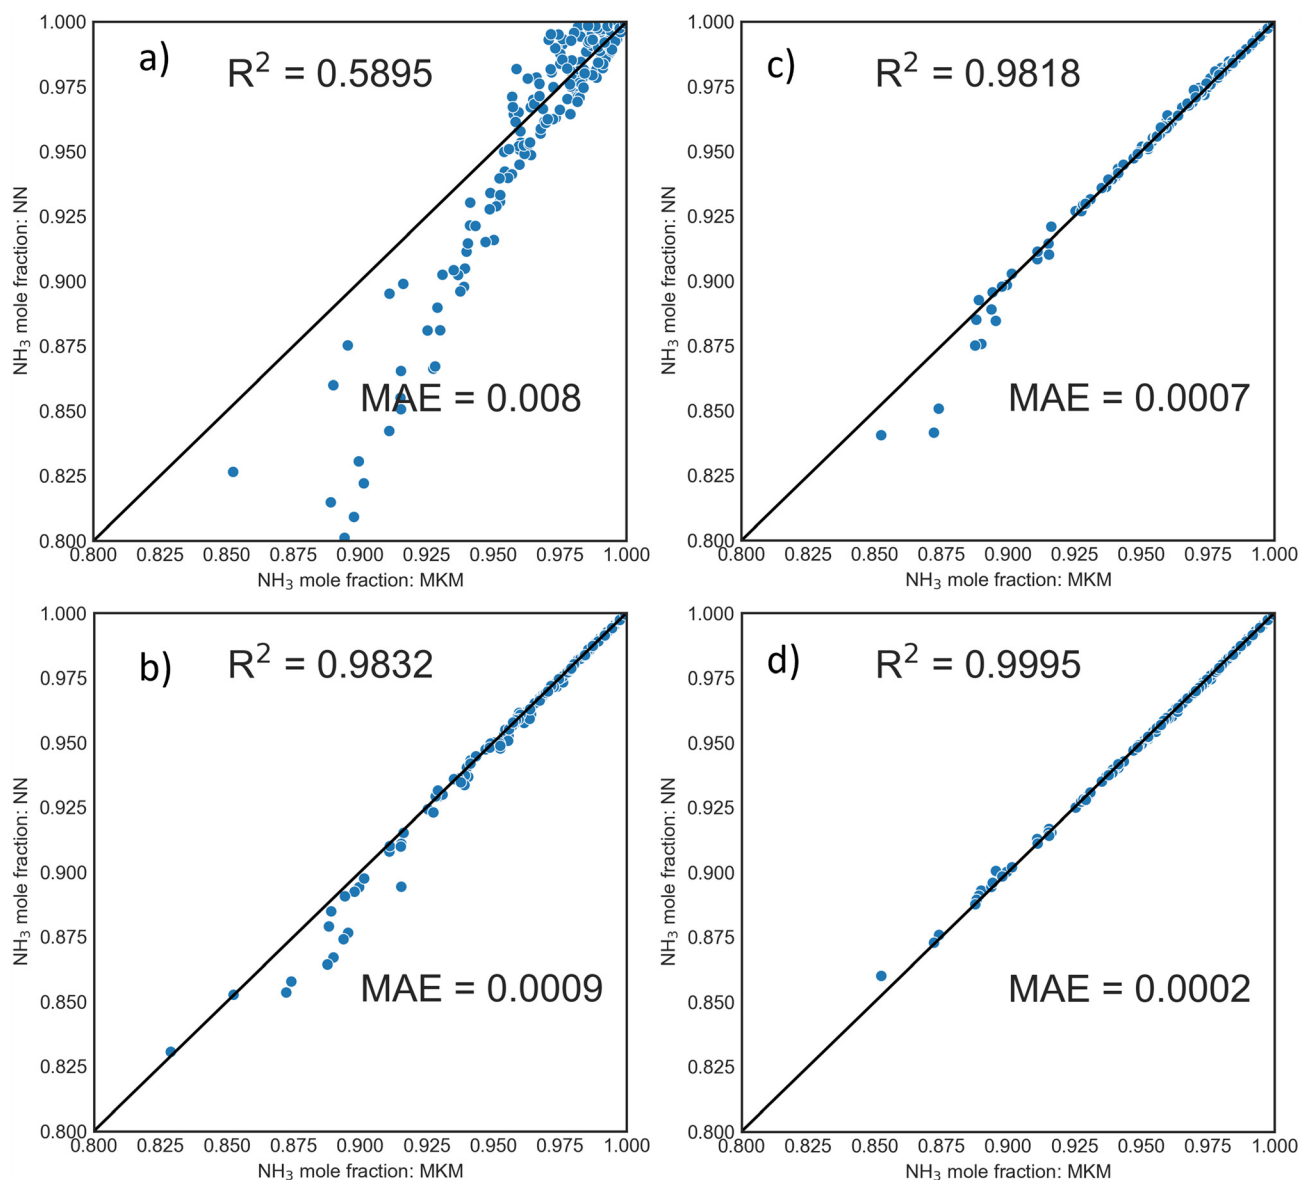 a)
R² = 0.5895
MAE = 0.008
NH₃ mole fraction: NN
1.000
0.975
0.950
0.925
0.900
0.875
0.850
0.825
0.800
0.800 0.825 0.850 0.875 0.900 0.925 0.950 0.975 1.000
NH₃ mole fraction: MKM
c)
R² = 0.9818
MAE = 0.0007
NH₃ mole fraction: NN
1.000
0.975
0.950
0.925
0.900
0.875
0.850
0.825
0.800
0.800 0.825 0.850 0.875 0.900 0.925 0.950 0.975 1.000
NH₃ mole fraction: MKM
b)
R² = 0.9832
MAE = 0.0009
NH₃ mole fraction: NN
1.000
0.975
0.950
0.925
0.900
0.875
0.850
0.825
0.800
0.800 0.825 0.850 0.875 0.900 0.925 0.950 0.975 1.000
NH₃ mole fraction: MKM
d)
R² = 0.9995
MAE = 0.0002
NH₃ mole fraction: NN
1.000
0.975
0.950
0.925
0.900
0.875
0.850
0.825
0.800
0.800 0.825 0.850 0.875 0.900 0.925 0.950 0.975 1.000
NH₃ mole fraction: MKM